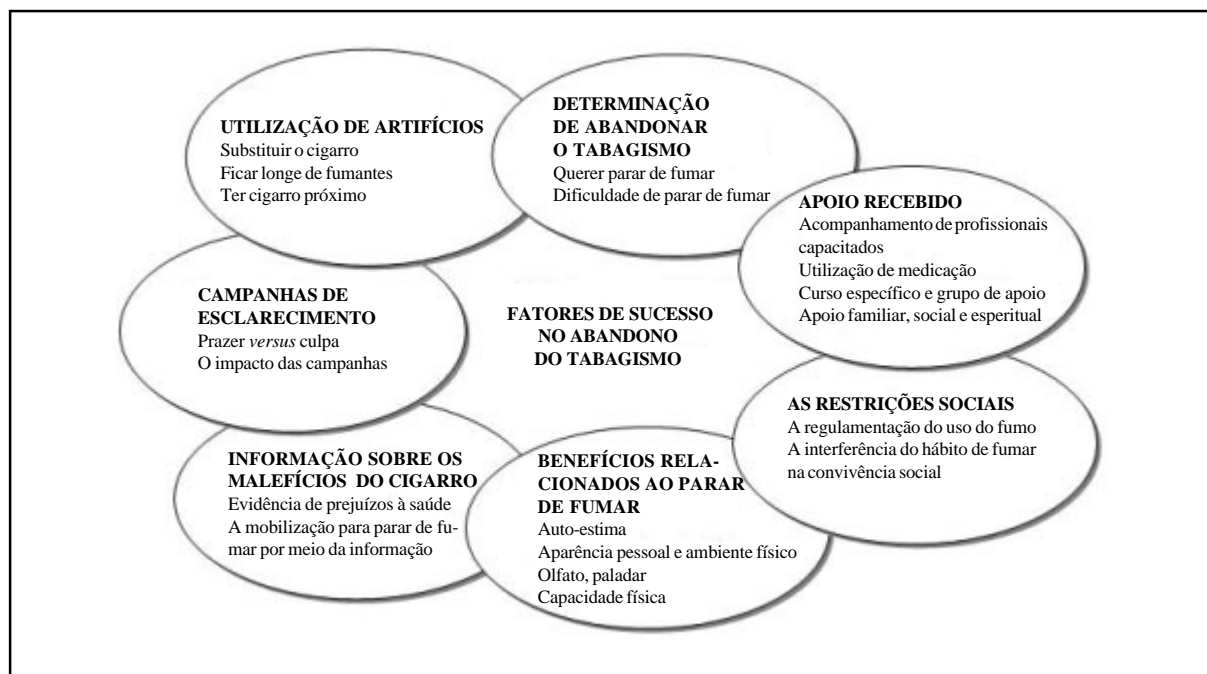 UTILIZAÇÃO DE ARTIFÍCIOS
Substituir o cigarro
Ficar longe de fumantes
Ter cigarro próximo
DETERMINAÇÃO
DE ABANDONAR
O TABAGISMO
Querer parar de fumar
Dificuldade de parar de fumar
APOIO RECEBIDO
Acompanhamento de profissionais
capacitados
Utilização de medicação
Curso específico e grupo de apoio
Apoio familiar, social e esperitual
CAMPANHAS DE
ESCLARECIMENTO
Prazer versus culpa
O impacto das campanhas
FATORES DE SUCESSO
NO ABANDONO
DO TABAGISMO
AS RESTRIÇÕES SOCIAIS
A regulamentação do uso do fumo
A interferência do hábito de fumar
na convivência social
INFORMAÇÃO SOBRE OS
MALEFÍCIOS DO CIGARRO
Evidência de prejuízos à saúde
A mobilização para parar de fu-
mar por meio da informação
BENEFÍCIOS RELA-
CIONADOS AO PARAR
DE FUMAR
Auto-estima
Aparência pessoal e ambiente físico
Olfato, paladar
Capacidade física